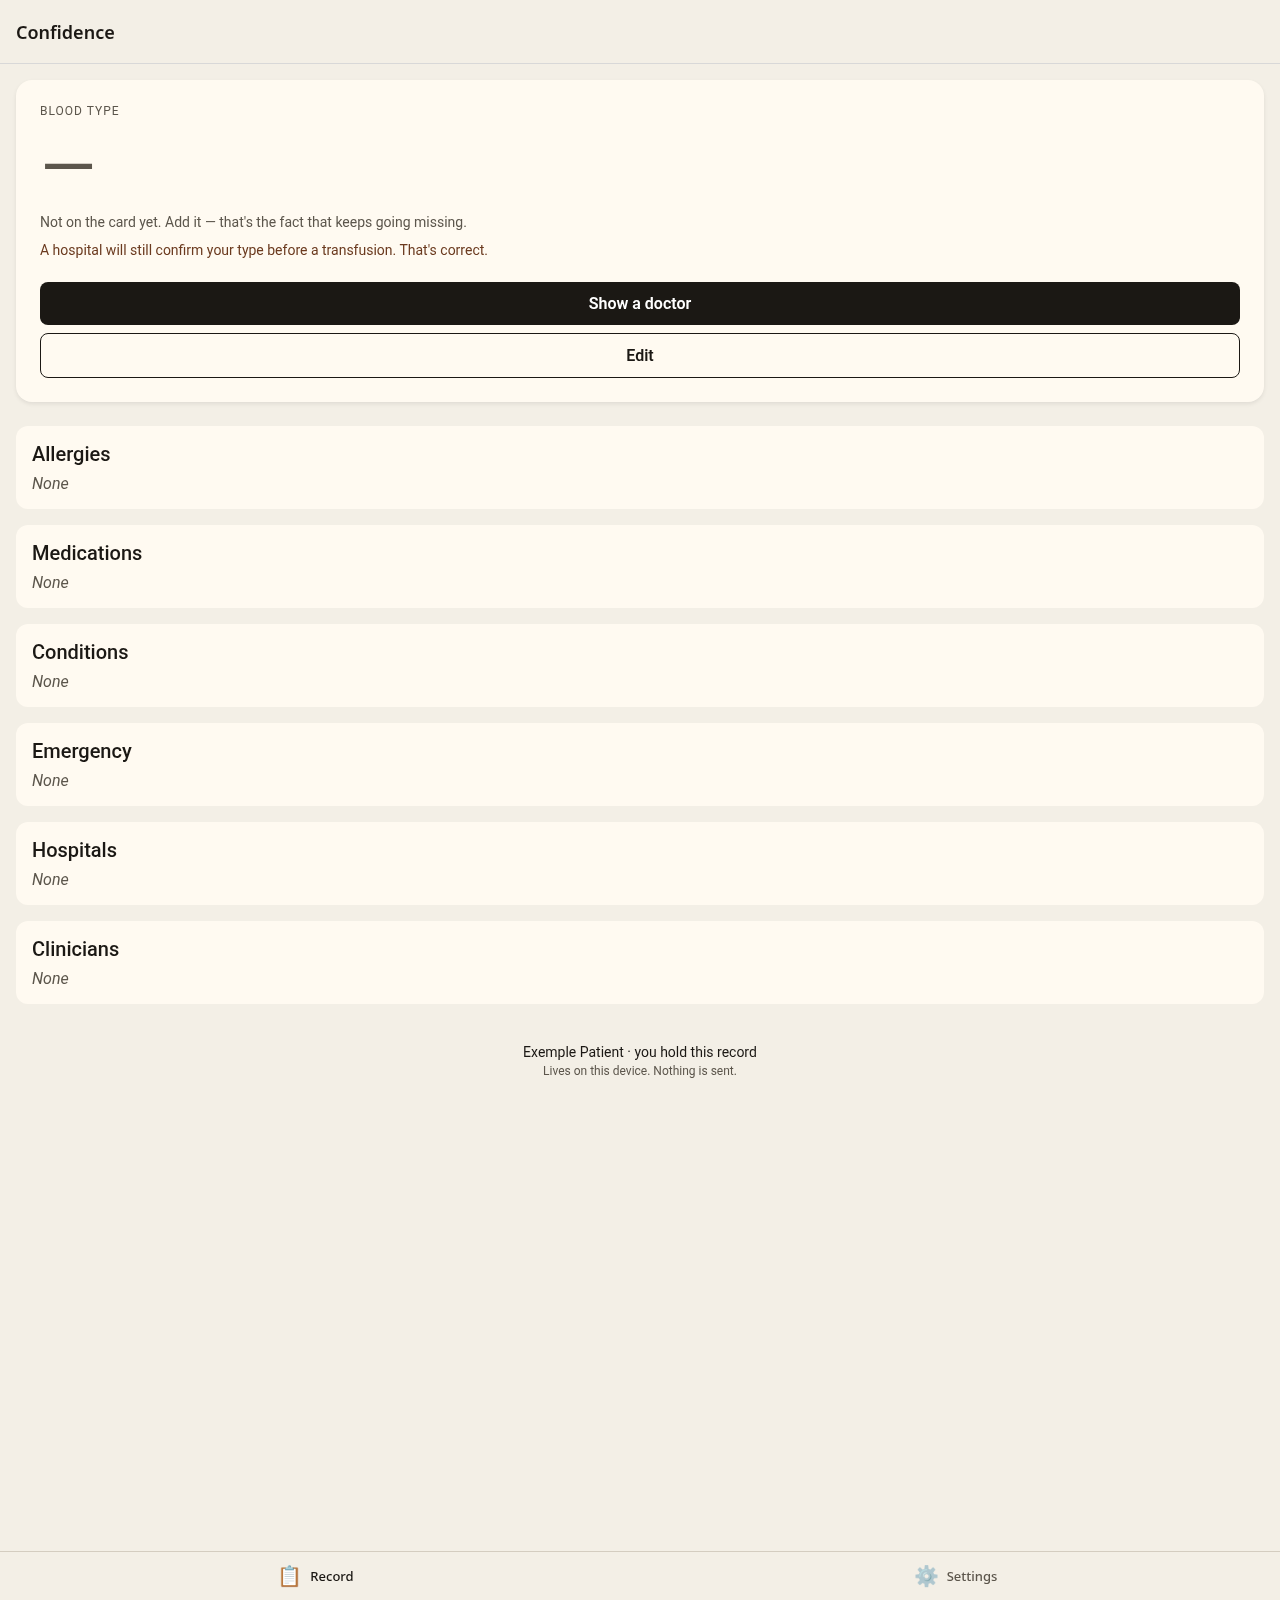 Confidence
BLOOD TYPE
—
Not on the card yet. Add it — that's the fact that keeps going missing.
A hospital will still confirm your type before a transfusion. That's correct.
Show a doctor
Edit
Allergies
None
Medications
None
Conditions
None
Emergency
None
Hospitals
None
Clinicians
None
Exemple Patient · you hold this record
Lives on this device. Nothing is sent.
Record
Settings